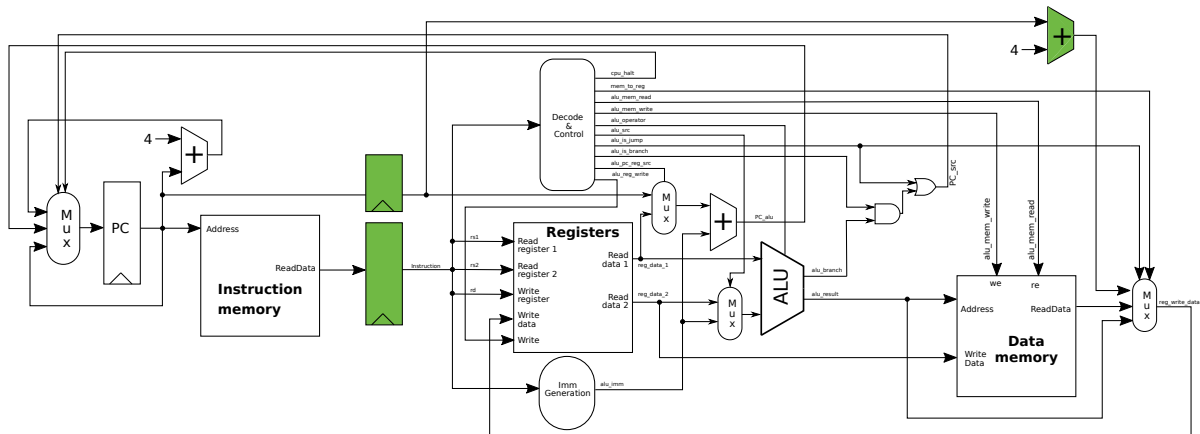 +
4
cpu_halt
mem_to_reg
alu_mem_read
alu_mem_write
alu_operator
alu_src
alu_is_jump
alu_is_branch
alu_pc_reg_src
alu_reg_write
Decode
&
Control
4
+
M
u
x
PC
Address
ReadData
Instruction
memory
Instruction
M
u
x
+
PC_alu
PC_src
Registers
rs1
Read
register 1
rs2
Read
register 2
rd
Write
register
Write
data
Write
Read
data 1
reg_data_1
Read
data 2
reg_data_2
M
u
x
ALU
alu_branch
alu_result
Imm
Generation
alu_imm
alu_mem_write
alu_mem_read
we
re
Address
ReadData
Data
memory
Write
Data
M
u
x
reg_write_data